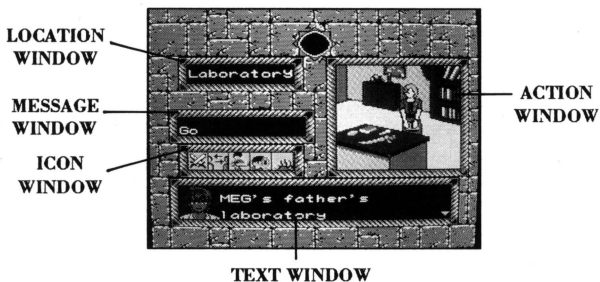 LOCATION
WINDOW
Laboratory
MESSAGE
WINDOW
Go
ACTION
WINDOW
ICON
WINDOW
MEG's father's
laboratory
TEXT WINDOW